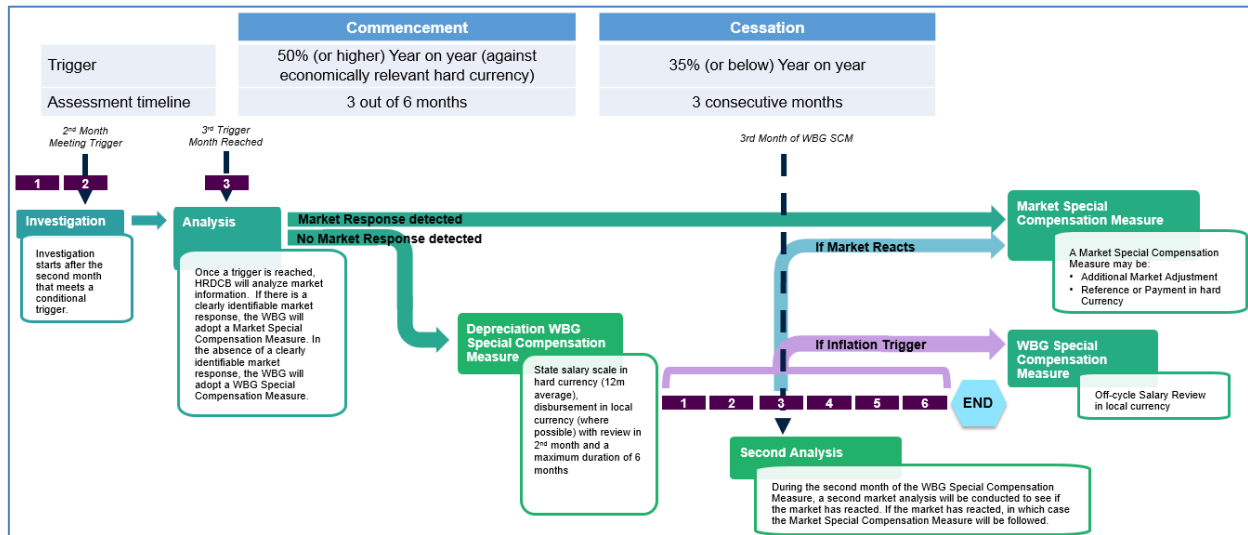 Commencement
Cessation
Trigger
50% (or higher) Year on year (against
economically relevant hard currency)
35% (or below) Year on year
Assessment timeline
3 out of 6 months
3 consecutive months
2nd Month
Meeting Trigger
3rd Trigger
Month Reached
3rd Month of WBG SCM
1
2
3
Investigation
Investigation
starts after the
second month
that meets a
conditional
trigger.
Analysis
Once a trigger is reached,
HRDCB will analyze market
information. If there is a
clearly identifiable market
response, the WBG will
adopt a Market Special
Compensation Measure. In
the absence of a clearly
identifiable market
response, the WBG will
adopt a WBG Special
Compensation Measure.
Market Response detected
No Market Response detected
If Market Reacts
Market Special
Compensation Measure
A Market Special Compensation
Measure may be:
• Additional Market Adjustment
• Reference or Payment in hard
Currency
Depreciation WBG
Special Compensation
Measure
State salary scale in
hard currency (12m
average),
disbursement in local
currency (where
possible) with review in
2nd month and a
maximum duration of 6
months
If Inflation Trigger
WBG Special
Compensation
Measure
Off-cycle Salary Review
in local currency
1
2
3
4
5
6
END
Second Analysis
During the second month of the WBG Special Compensation
Measure, a second market analysis will be conducted to see if
the market has reacted. If the market has reacted, in which case
the Market Special Compensation Measure will be followed.